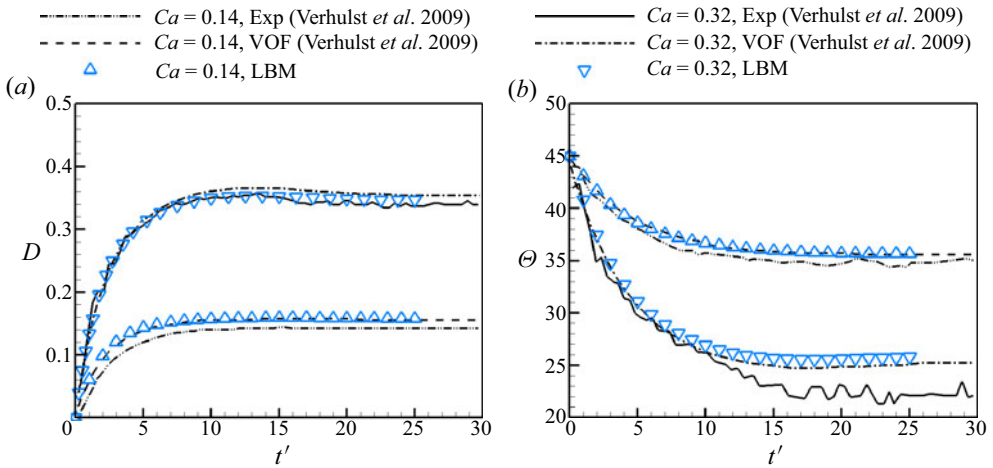 Ca = 0.14, Exp (Verhulst et al. 2009)
Ca = 0.14, VOF (Verhulst et al. 2009)
Ca = 0.14, LBM
Ca = 0.32, Exp (Verhulst et al. 2009)
Ca = 0.32, VOF (Verhulst et al. 2009)
Ca = 0.32, LBM
(a)
0.5
0.4
0.3
D
0.2
0.1
0 5 10 15 20 25 30
t′
(b)
45
40
35
Θ
30
25
20
0 5 10 15 20 25 30
t′